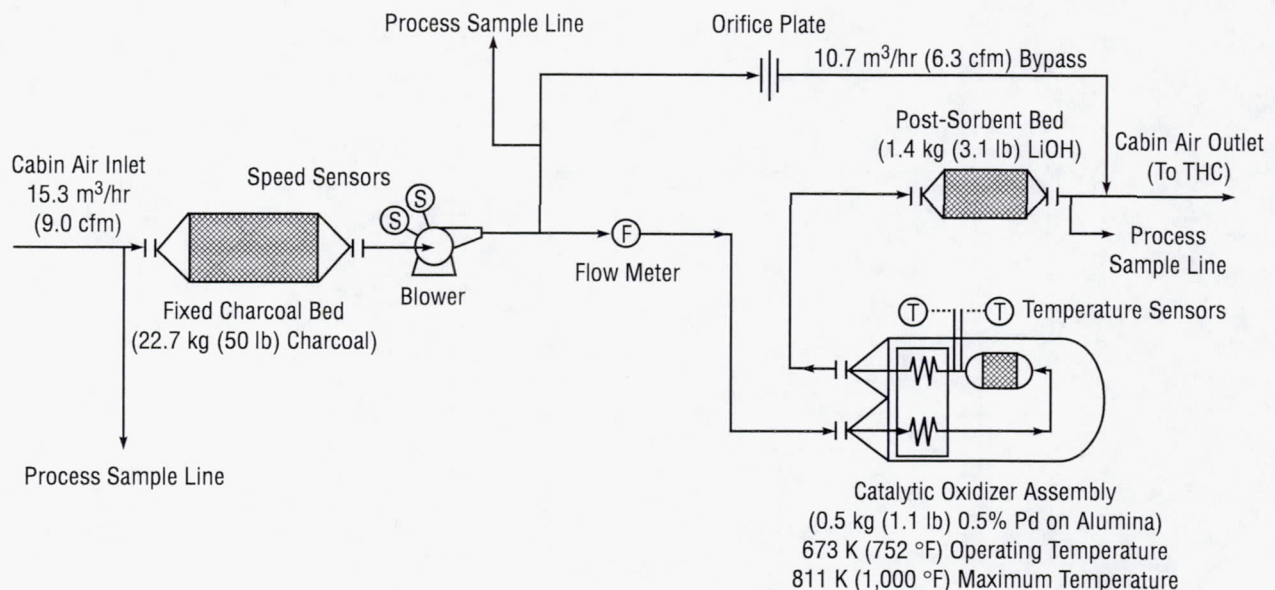 Process Sample Line
Orifice Plate
10.7 m³/hr (6.3 cfm) Bypass
Cabin Air Inlet
15.3 m³/hr
(9.0 cfm)
Speed Sensors
S
S
Blower
Fixed Charcoal Bed
(22.7 kg (50 lb) Charcoal)
Process Sample Line
F
Flow Meter
Post-Sorbent Bed
(1.4 kg (3.1 lb) LiOH)
Cabin Air Outlet
(To THC)
Process
Sample Line
T
T
Temperature Sensors
Catalytic Oxidizer Assembly
(0.5 kg (1.1 lb) 0.5% Pd on Alumina)
673 K (752 °F) Operating Temperature
811 K (1,000 °F) Maximum Temperature